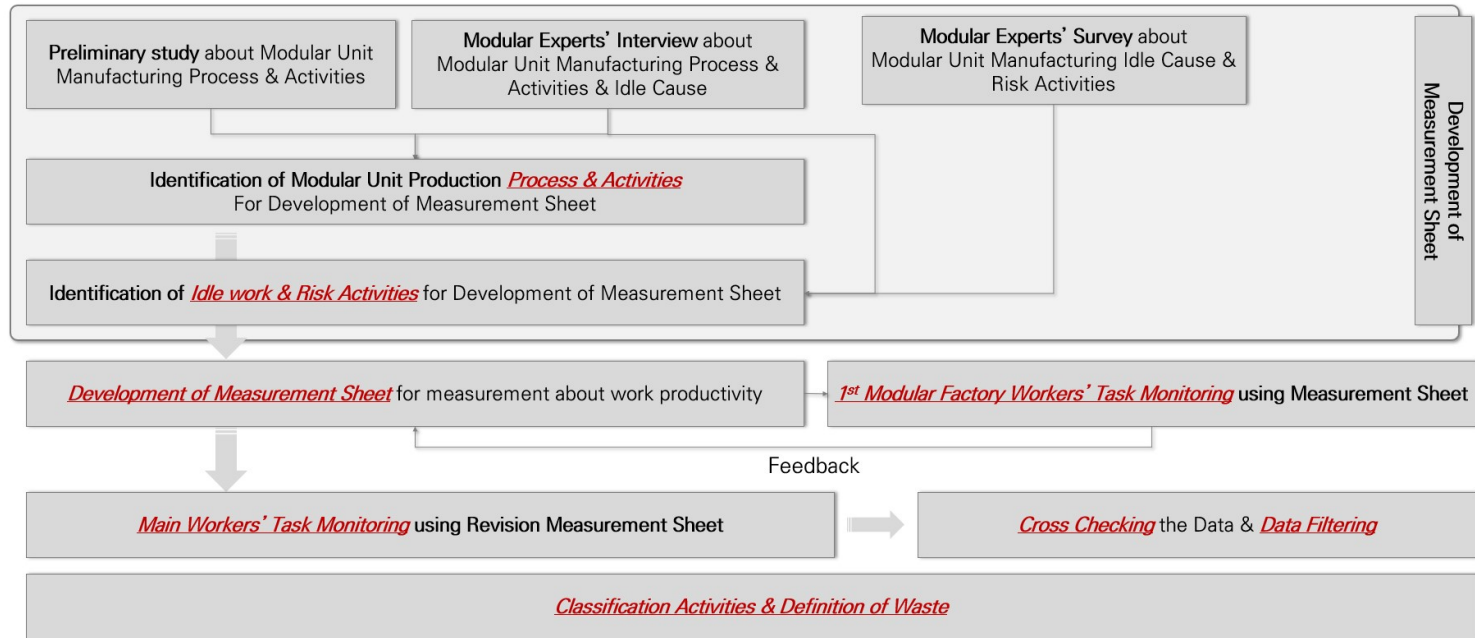 Preliminary study about Modular Unit
Manufacturing Process & Activities
Modular Experts’ Interview about
Modular Unit Manufacturing Process &
Activities & Idle Cause
Modular Experts’ Survey about
Modular Unit Manufacturing Idle Cause &
Risk Activities
Development of
Measurement Sheet
Identification of Modular Unit Production Process & Activities
For Development of Measurement Sheet
Identification of Idle work & Risk Activities for Development of Measurement Sheet
Development of Measurement Sheet for measurement about work productivity
1st Modular Factory Workers’ Task Monitoring using Measurement Sheet
Feedback
Main Workers’ Task Monitoring using Revision Measurement Sheet
Cross Checking the Data & Data Filtering
Classification Activities & Definition of Waste